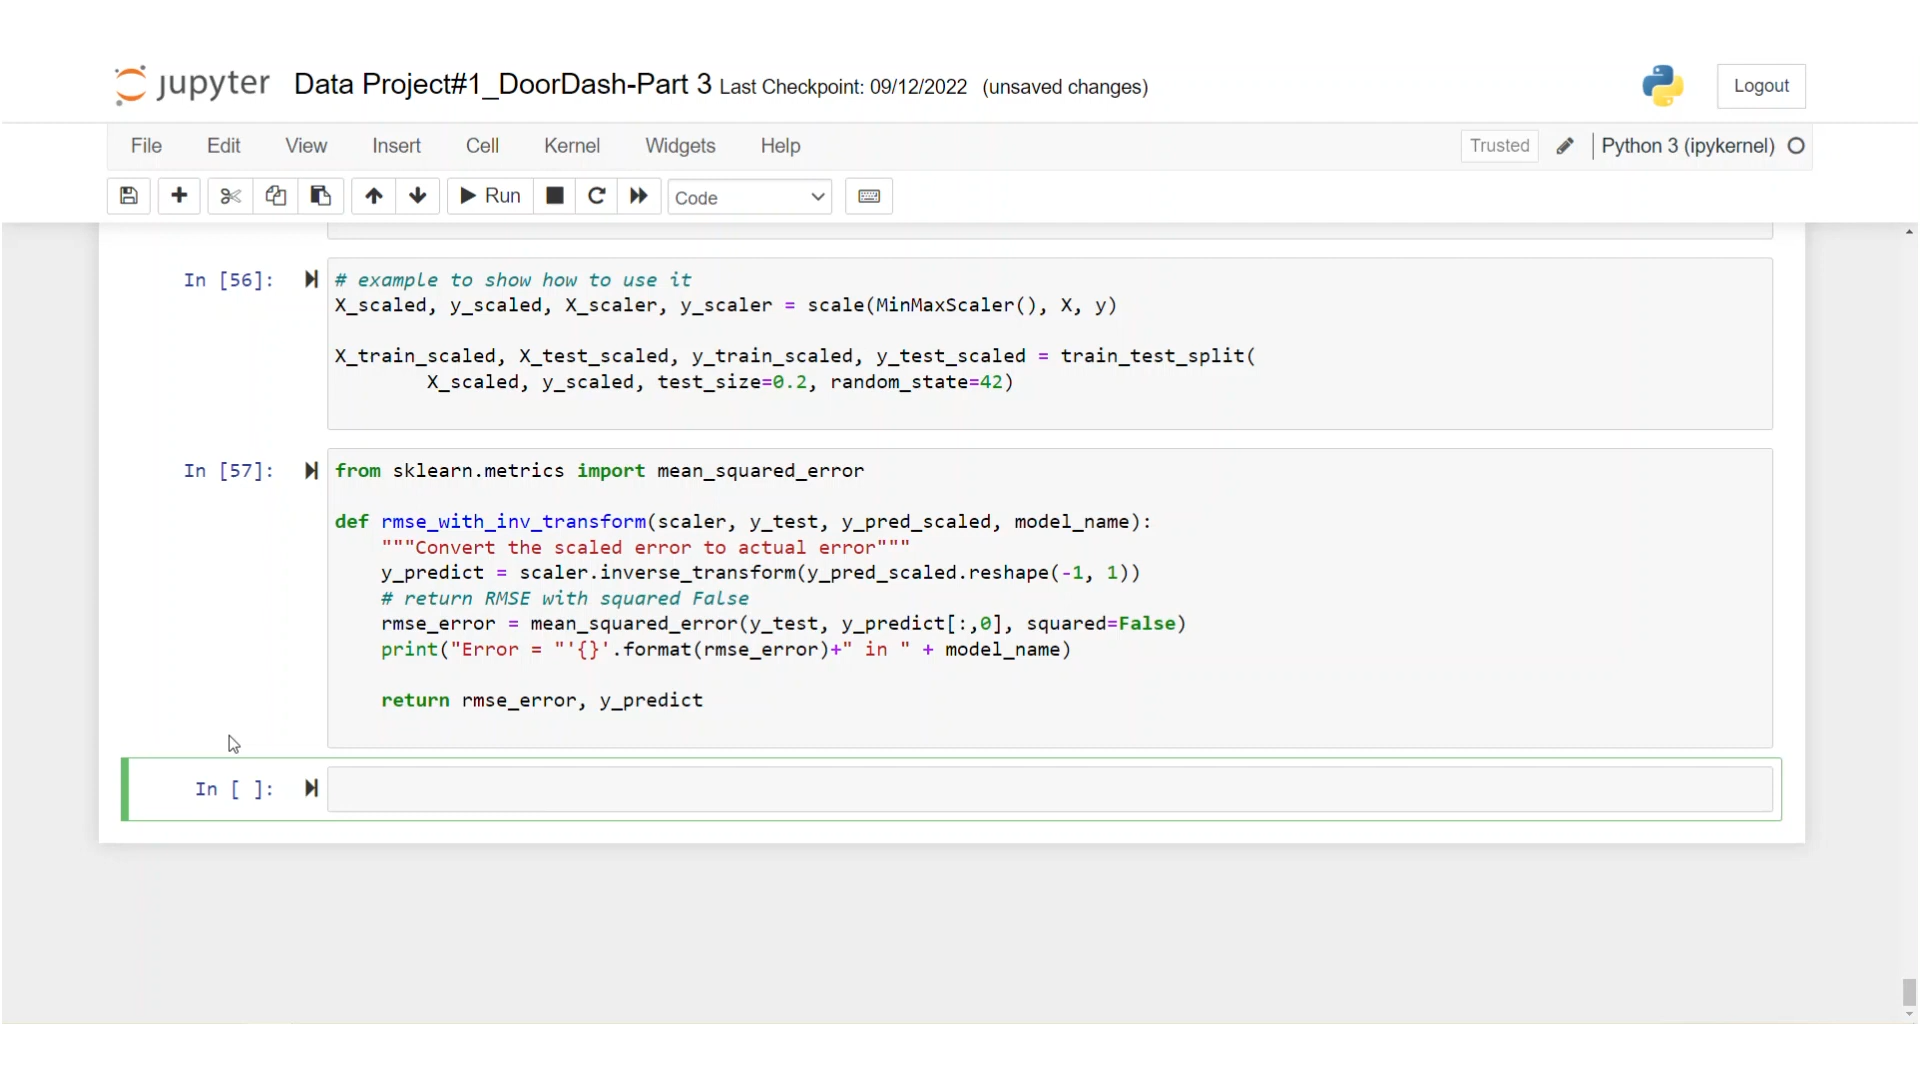 jupyter Data Project#1_DoorDash-Part 3 Last Checkpoint: 09/12/2022 (unsaved changes) Logout
File Edit View Insert Cell Kernel Widgets Help Trusted Python 3 (ipykernel)
Run Code
In [56]: # example to show how to use it
X_scaled, y_scaled, X_scaler, y_scaler = scale(MinMaxScaler(), X, y)
X_train_scaled, X_test_scaled, y_train_scaled, y_test_scaled = train_test_split(
X_scaled, y_scaled, test_size=0.2, random_state=42)
In [57]: from sklearn.metrics import mean_squared_error
def rmse_with_inv_transform(scaler, y_test, y_pred_scaled, model_name):
"""Convert the scaled error to actual error"""
y_predict = scaler.inverse_transform(y_pred_scaled.reshape(-1, 1))
# return RMSE with squared False
rmse_error = mean_squared_error(y_test, y_predict[:,0], squared=False)
print("Error = "'{}'.format(rmse_error)+" in " + model_name)
return rmse_error, y_predict
In [ ]: